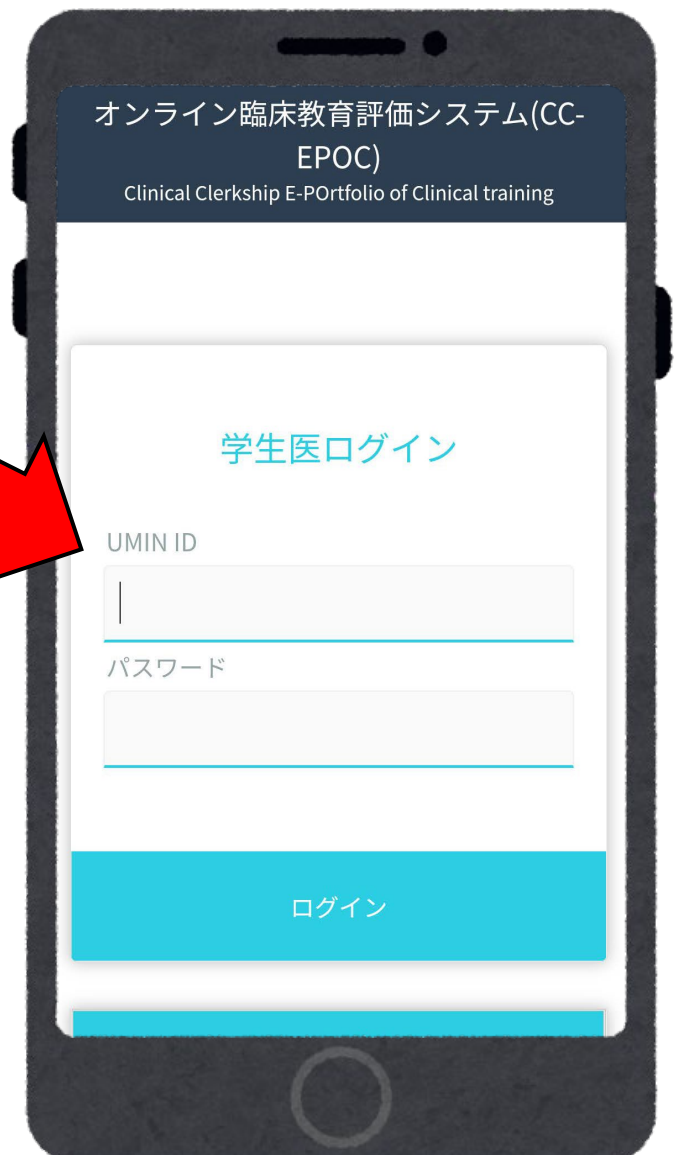 オンライン臨床教育評価システム(CC-
EPOC)
Clinical Clerkship E-POrtfolio of Clinical training
学生医ログイン
UMIN ID
パスワード
ログイン